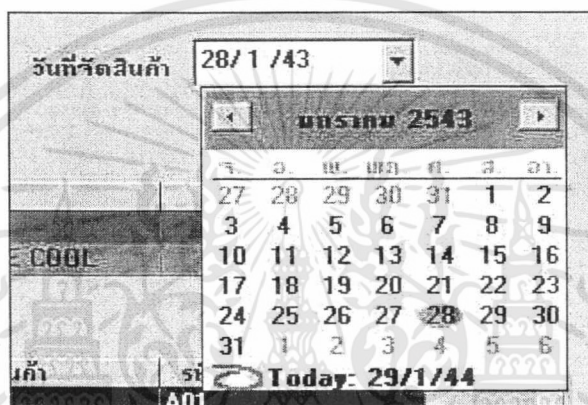 วันที่จัดสินค้า 28/ 1 /43
มกราคม 2543
จ. อ. พ. พฤ. ศ. ส. อา.
27 28 29 30 31 1 2
3 4 5 6 7 8 9
10 11 12 13 14 15 16
E COOL
17 18 19 20 21 22 23
24 25 26 27 28 29 30
31 1 2 3 4 5 6
Today: 29/1/44
นค้า รห
A01